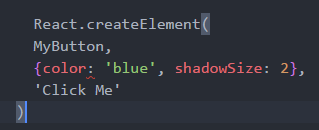 React.createElement(
MyButton,
{color: 'blue', shadowSize: 2},
'Click Me'
)